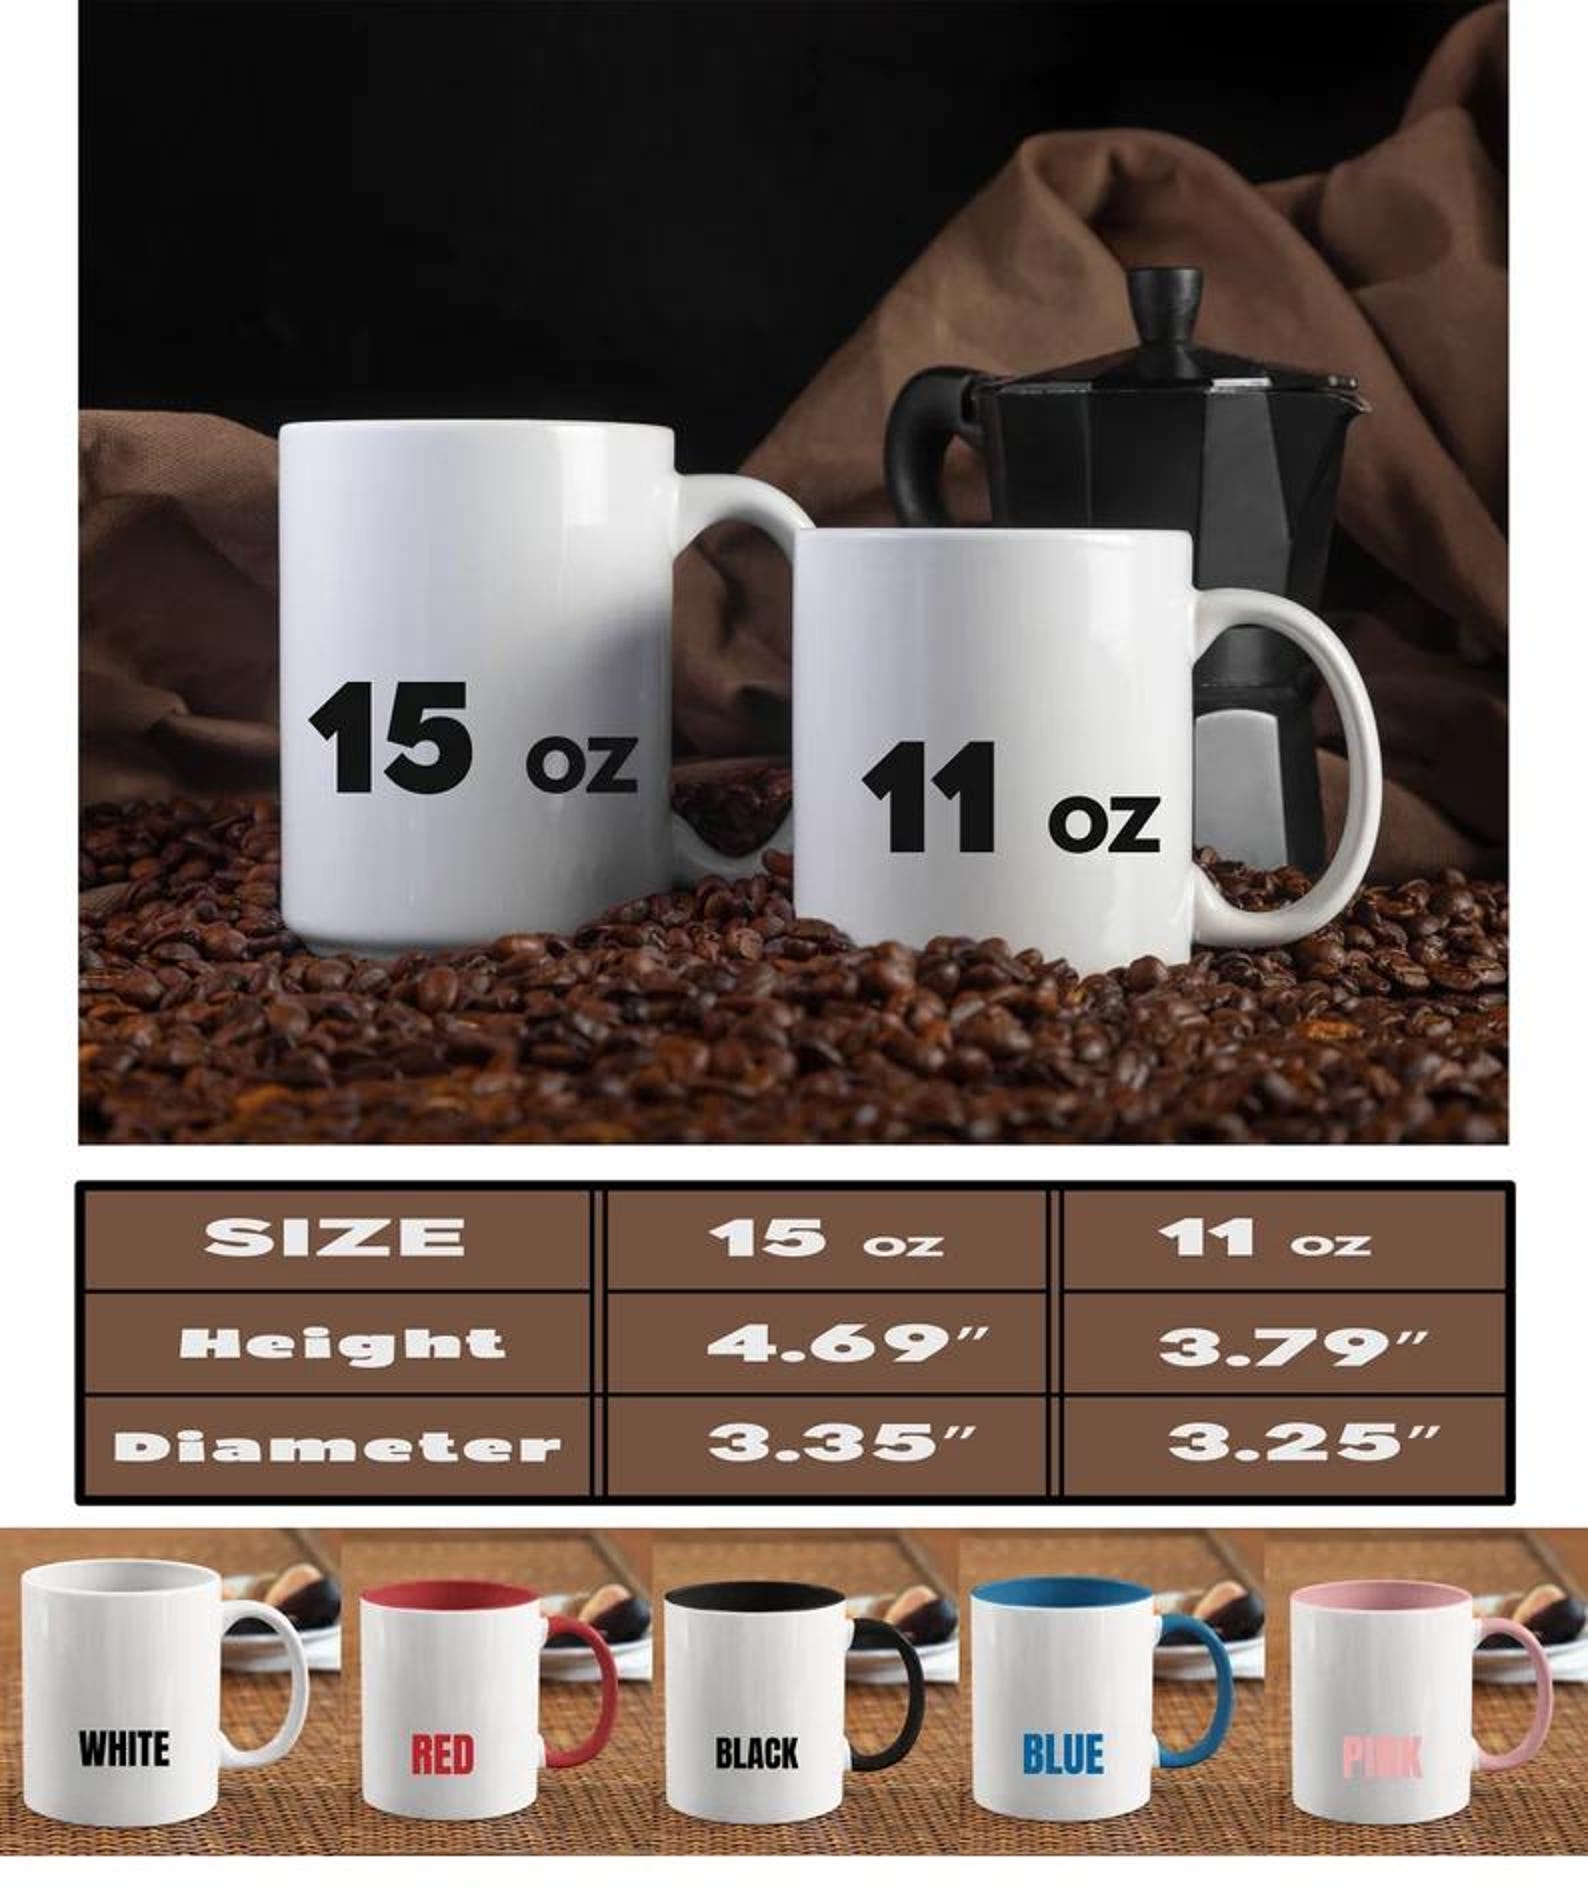 15 oz
11 oz
SIZE 15 oz 11 oz
Height 4.69″ 3.79″
Diameter 3.35″ 3.25″
WHITE
RED
BLACK
BLUE
PINK